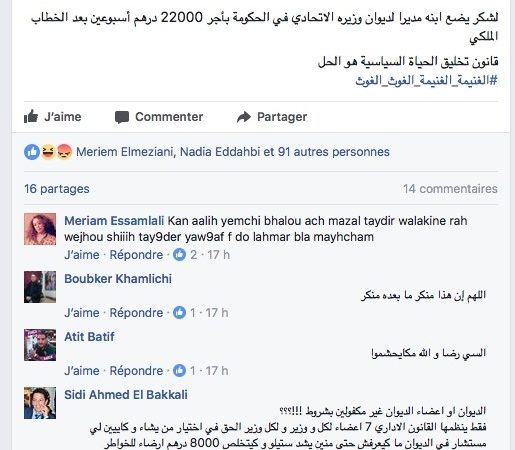 لشكر يضع ابنه مديرا لديوان وزيره الاتحادي في الحكومة بأجر 22000 درهم أسبوعين بعد الخطاب
الملكي
قانون تخليق الحياة السياسية هو الحل
#الغنيمة_الغنيمة_الغوث_الغوث
J'aime Commenter Partager
Meriem Elmeziani, Nadia Eddahbi et 91 autres personnes
16 partages 14 commentaires
Meriam Essamlali Kan aalih yemchi bhalou ach mazal taydir walakine rah
wejhou shiiih tay9der yaw9af f do lahmar bla mayhcham
J'aime · Répondre · 2 · 17 h
Boubker Khamlichi
اللهم إن هذا منكر ما بعده منكر
J'aime · Répondre · 1 · 17 h
Atit Batif
السي رضا و الله مكايحشموا
J'aime · Répondre · 1 · 17 h
Sidi Ahmed El Bakkali
الديوان او اعضاء الديوان غير مكفولين بشروط !!!؟؟؟
فقط ينظمها القانون الاداري 7 اعضاء لكل و وزير و لكل وزير الحق في اختيار من يشاء و كايبين لي
مستشار في الديوان ما كيعرفش حتى منين يشد ستيلو و كيتخلص 8000 درهم ارضاء للخواطر